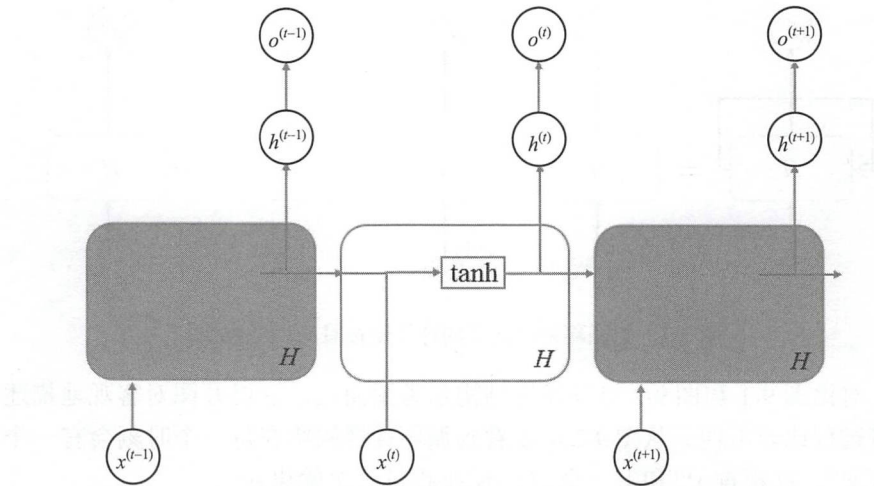 o(t−1) o(t) o(t+1)
h(t−1) h(t) h(t+1)
tanh
H H H
x(t−1) x(t) x(t+1)